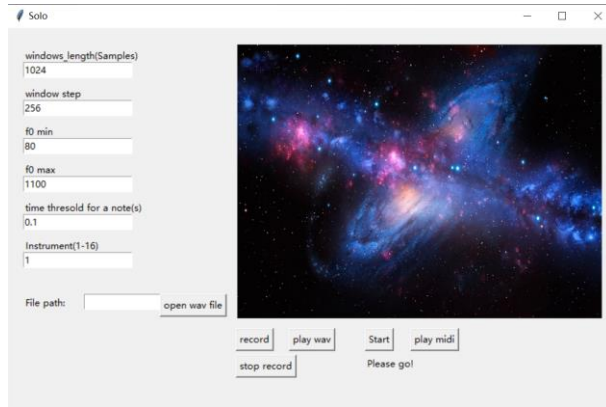 Solo
windows_length(Samples)
1024
window step
256
f0 min
80
f0 max
1100
time thresold for a note(s)
0.1
Instrument(1-16)
1
File path: open wav file
record play wav Start play midi
stop record Please go!